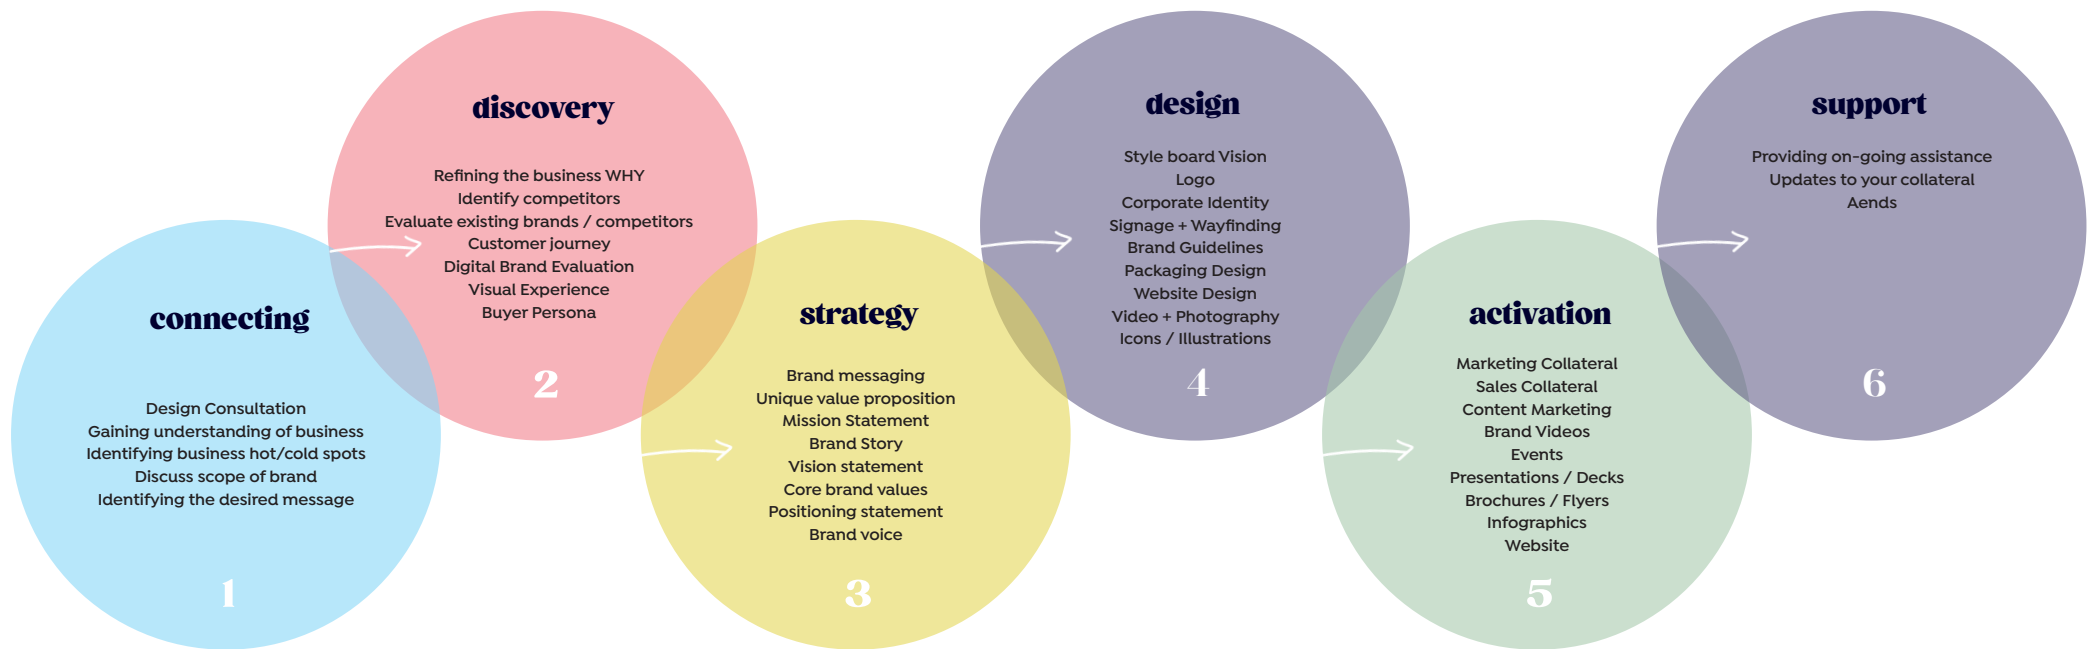 connecting
Design Consultation
Gaining understanding of business
Identifying business hot/cold spots
Discuss scope of brand
Identifying the desired message
1
discovery
Refining the business WHY
Identify competitors
Evaluate existing brands / competitors
Customer journey
Digital Brand Evaluation
Visual Experience
Buyer Persona
2
strategy
Brand messaging
Unique value proposition
Mission Statement
Brand Story
Vision statement
Core brand values
Positioning statement
Brand voice
3
design
Style board Vision
Logo
Corporate Identity
Signage + Wayfinding
Brand Guidelines
Packaging Design
Website Design
Video + Photography
Icons / Illustrations
4
activation
Marketing Collateral
Sales Collateral
Content Marketing
Brand Videos
Events
Presentations / Decks
Brochures / Flyers
Infographics
Website
5
support
Providing on-going assistance
Updates to your collateral
Aends
6